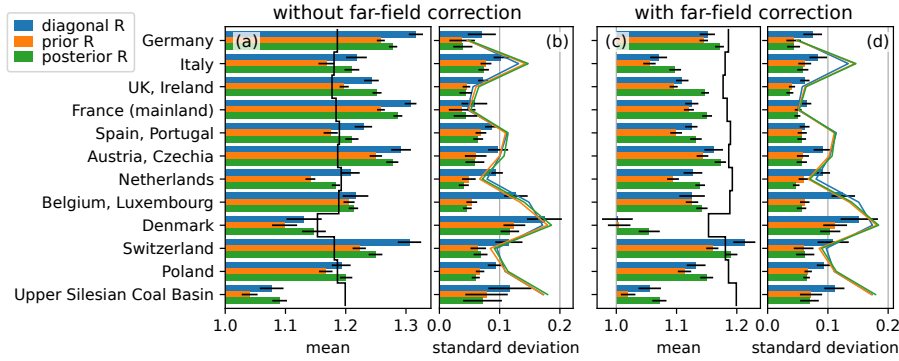 without far-field correction
with far-field correction
diagonal R
prior R
posterior R
(a)
(b)
(c)
(d)
Germany
Italy
UK, Ireland
France (mainland)
Spain, Portugal
Austria, Czechia
Netherlands
Belgium, Luxembourg
Denmark
Switzerland
Poland
Upper Silesian Coal Basin
1.0
1.1
1.2
1.3
0.0
0.1
0.2
1.0
1.1
1.2
0.0
0.1
0.2
mean
standard deviation
mean
standard deviation